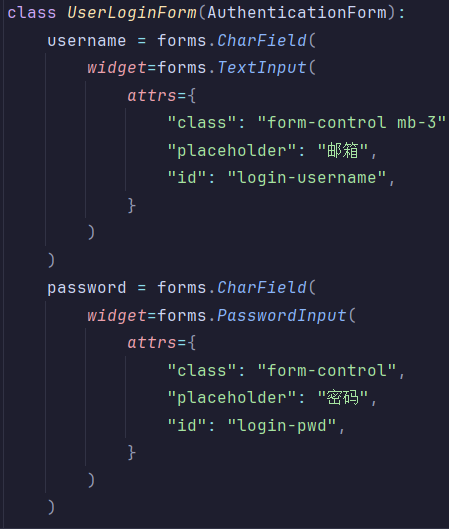 class UserLoginForm(AuthenticationForm):
    username = forms.CharField(
        widget=forms.TextInput(
            attrs={
                "class": "form-control mb-3"
                "placeholder": "邮箱",
                "id": "login-username",
            }
        )
    )
    password = forms.CharField(
        widget=forms.PasswordInput(
            attrs={
                "class": "form-control",
                "placeholder": "密码",
                "id": "login-pwd",
            }
        )
    )